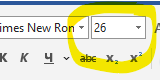 imes New Ron 26
K Ч abc x₂ x²